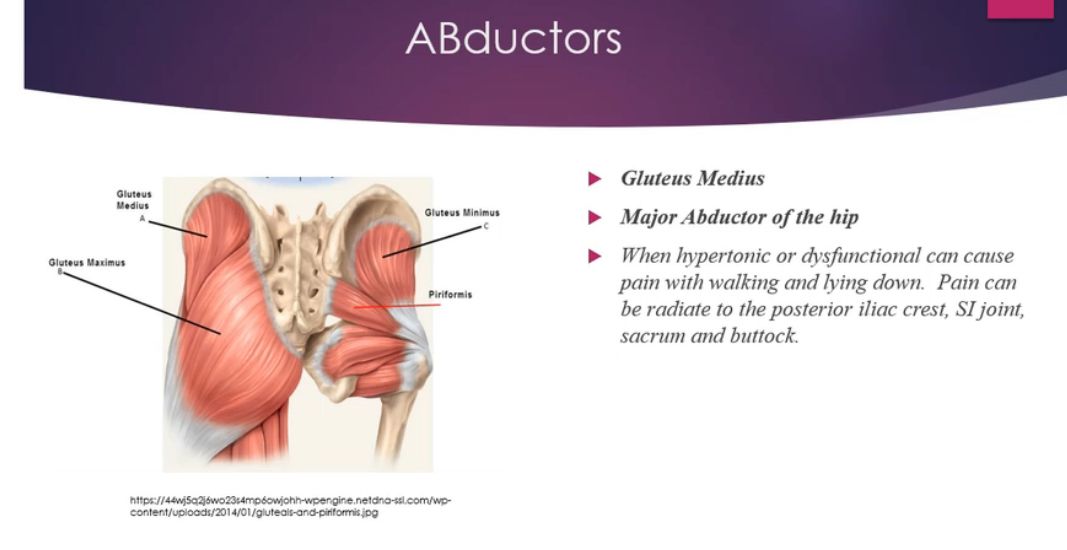 ABductors
Gluteus
Medius
A
Gluteus Maximus
B
Gluteus Minimus
C
Piriformis
https://44wj5q2j6wo23s4mp6owjohh-wpengine.netdna-ssl.com/wp-
content/uploads/2014/01/gluteals-and-piriformis.jpg
Gluteus Medius
Major Abductor of the hip
When hypertonic or dysfunctional can cause
pain with walking and lying down. Pain can
be radiate to the posterior iliac crest, SI joint,
sacrum and buttock.